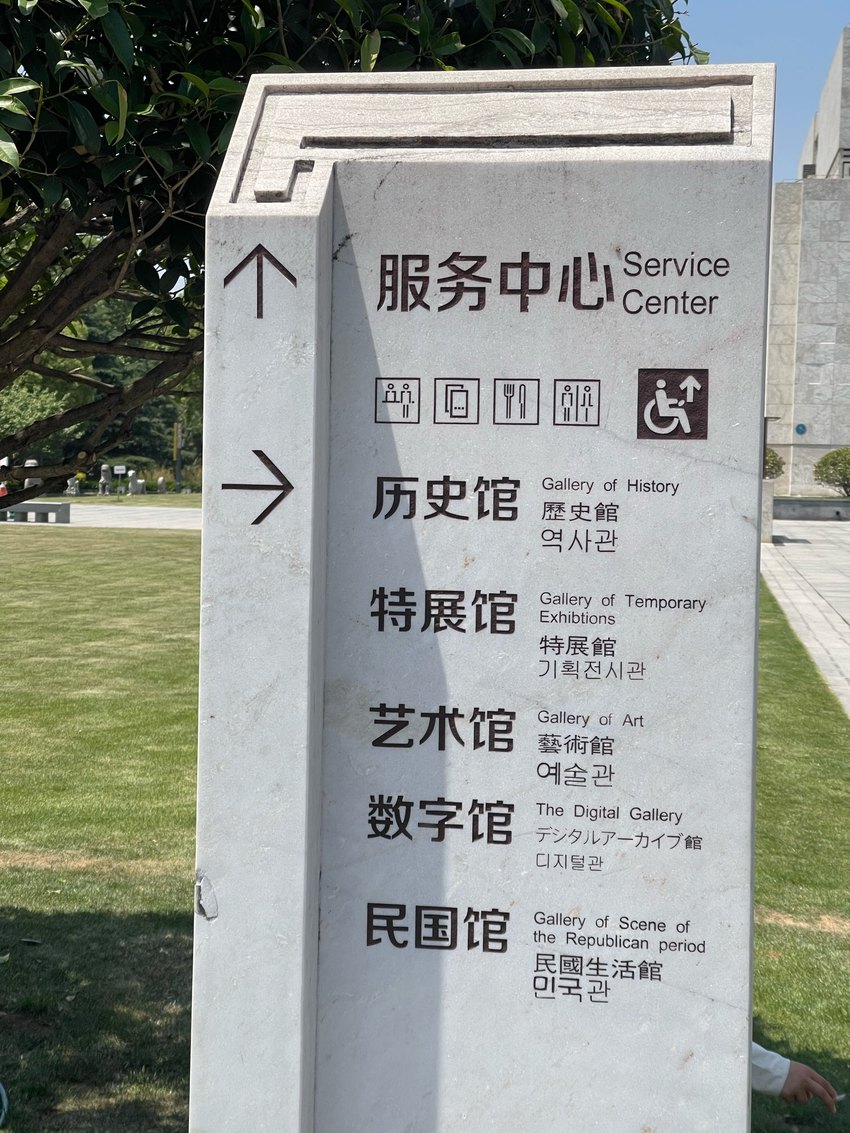 服务中心
Service
Center
历史馆
Gallery of History
歷史館
역사관
特展馆
Gallery of Temporary
Exhibtions
特展館
기획전시관
艺术馆
Gallery of Art
藝術館
예술관
数字馆
The Digital Gallery
デジタルアーカイブ館
디지털관
民国馆
Gallery of Scene of
the Republican period
民國生活館
민국관